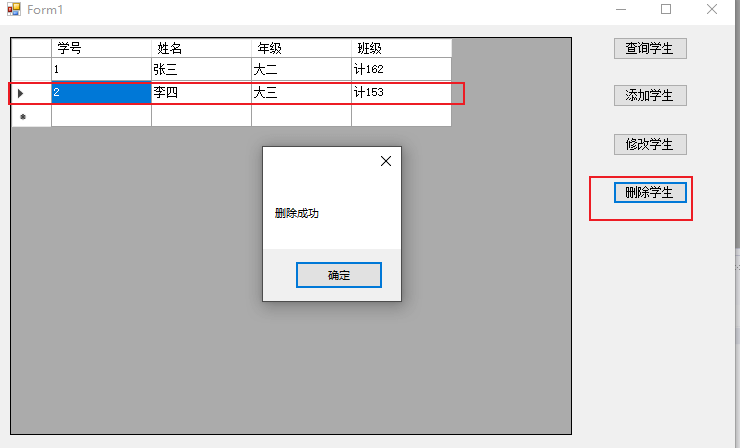 Form1
学号 姓名 年级 班级
1 张三 大二 计162
2 李四 大三 计153
查询学生
添加学生
修改学生
删除学生
删除成功
确定